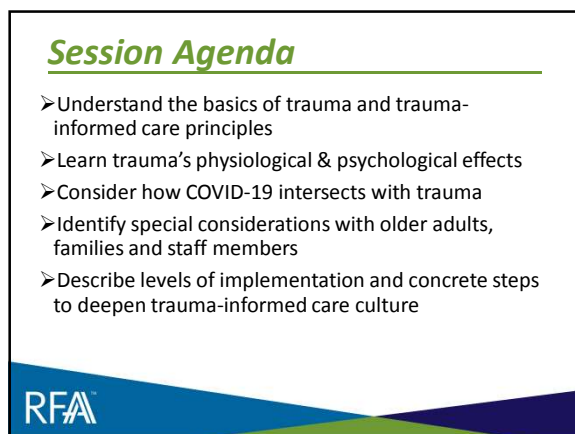 Session Agenda
➢Understand the basics of trauma and trauma-
informed care principles
➢Learn trauma's physiological & psychological effects
➢Consider how COVID-19 intersects with trauma
➢Identify special considerations with older adults,
families and staff members
➢Describe levels of implementation and concrete steps
to deepen trauma-informed care culture
RFA™